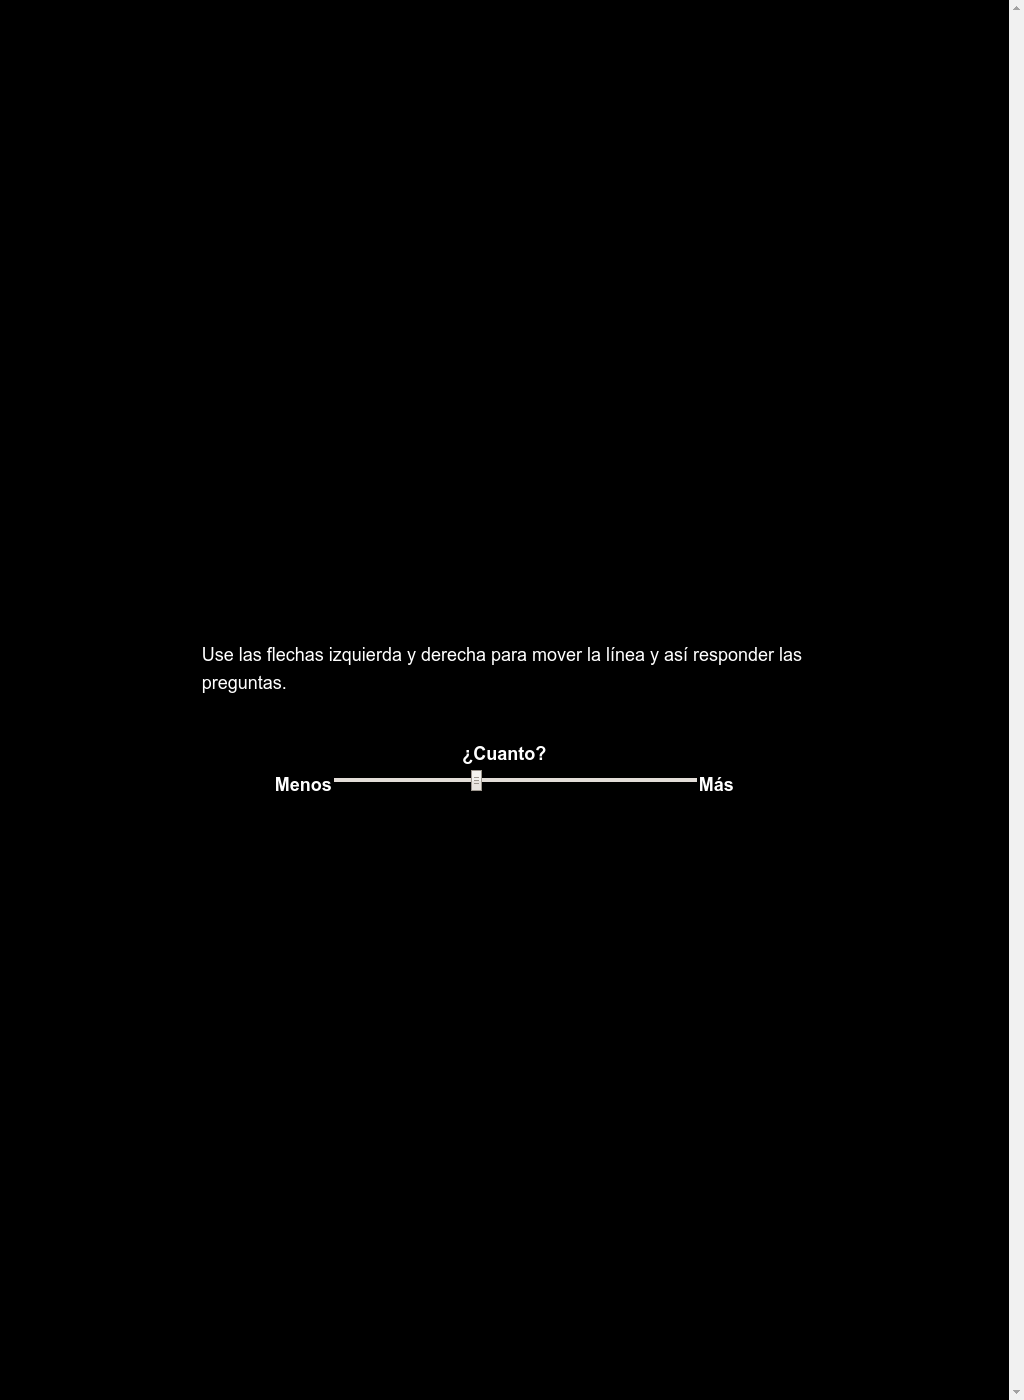 Use las flechas izquierda y derecha para mover la línea y así responder las
preguntas.
¿Cuanto?
Menos Más